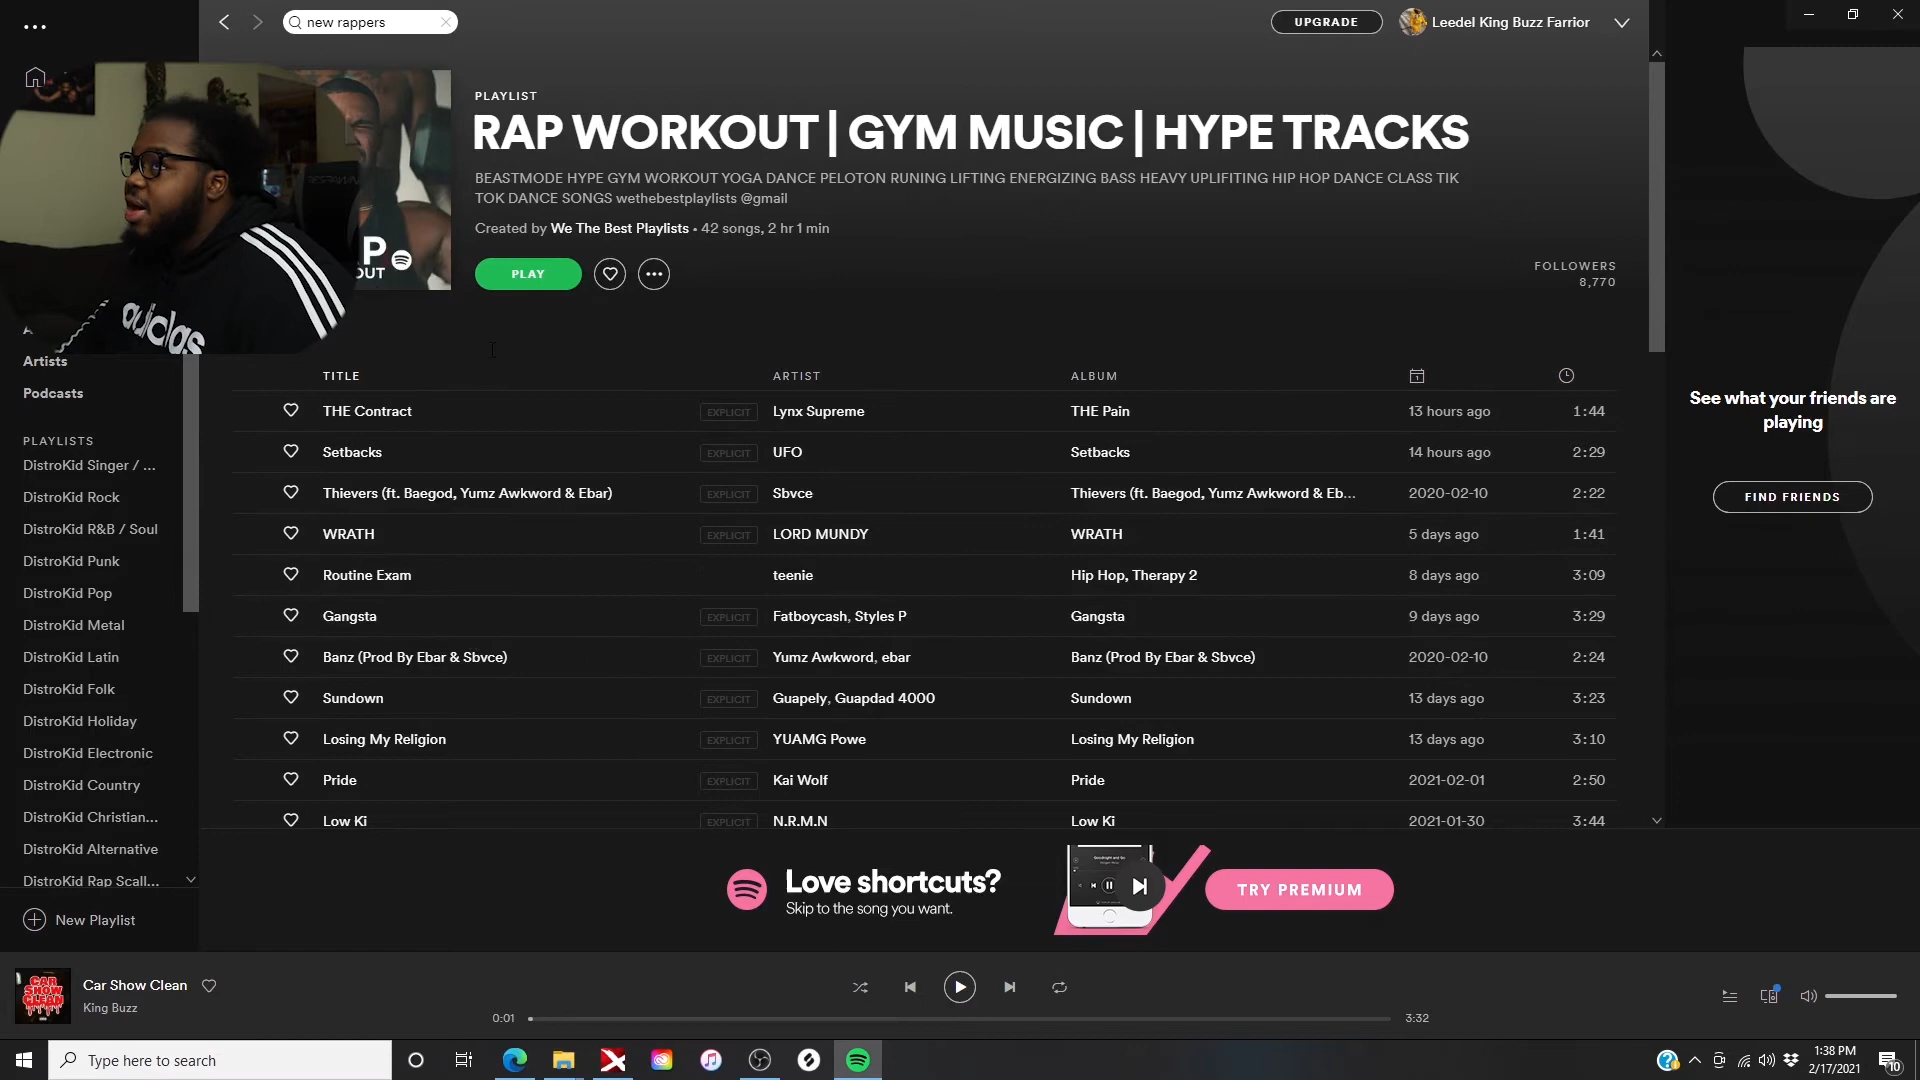 new rappers
UPGRADE
Leedel King Buzz Farrior
PLAYLIST
RAP WORKOUT | GYM MUSIC | HYPE TRACKS
BEASTMODE HYPE GYM WORKOUT YOGA DANCE PELOTON RUNING LIFTING ENERGIZING BASS HEAVY UPLIFITING HIP HOP DANCE CLASS TIK
TOK DANCE SONGS wethebestplaylists @gmail
Created by We The Best Playlists • 42 songs, 2 hr 1 min
PLAY
FOLLOWERS
8,770
P
OUT
adidas
Artists
Podcasts
PLAYLISTS
DistroKid Singer / ...
DistroKid Rock
DistroKid R&B / Soul
DistroKid Punk
DistroKid Pop
DistroKid Metal
DistroKid Latin
DistroKid Folk
DistroKid Holiday
DistroKid Electronic
DistroKid Country
DistroKid Christian...
DistroKid Alternative
DistroKid Rap Scall...
New Playlist
TITLE ARTIST ALBUM
THE Contract EXPLICIT Lynx Supreme THE Pain 13 hours ago 1:44
Setbacks EXPLICIT UFO Setbacks 14 hours ago 2:29
Thievers (ft. Baegod, Yumz Awkword & Ebar) EXPLICIT Sbvce Thievers (ft. Baegod, Yumz Awkword & Eb... 2020-02-10 2:22
WRATH EXPLICIT LORD MUNDY WRATH 5 days ago 1:41
Routine Exam teenie Hip Hop, Therapy 2 8 days ago 3:09
Gangsta EXPLICIT Fatboycash, Styles P Gangsta 9 days ago 3:29
Banz (Prod By Ebar & Sbvce) EXPLICIT Yumz Awkword, ebar Banz (Prod By Ebar & Sbvce) 2020-02-10 2:24
Sundown EXPLICIT Guapely, Guapdad 4000 Sundown 13 days ago 3:23
Losing My Religion EXPLICIT YUAMG Powe Losing My Religion 13 days ago 3:10
Pride EXPLICIT Kai Wolf Pride 2021-02-01 2:50
Low Ki EXPLICIT N.R.M.N Low Ki 2021-01-30 3:44
See what your friends are
playing
FIND FRIENDS
Love shortcuts?
Skip to the song you want.
TRY PREMIUM
CAR
SHOW
CLEAN
Car Show Clean
King Buzz
0:01
3:32
Type here to search
1:38 PM
2/17/2021
10